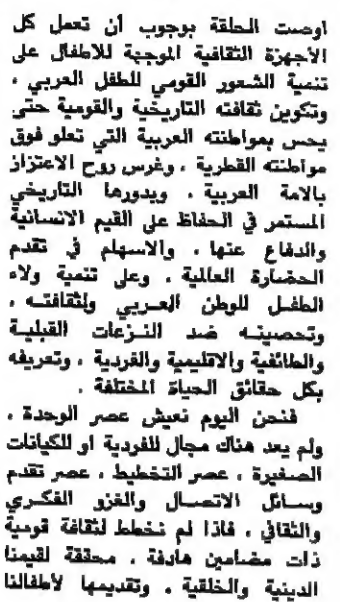 اوصت الحلقة بوجوب أن تعمل كل
الأجهزة الثقافية الموجهة للاطفال على
تنمية الشعور القومي للطفل العربي ،
وتكوين ثقافته التاريخية والقومية حتى
يحس بمواطنته العربية التي تعلو فوق
مواطنته القطرية ، وغرس روح الاعتزاز
بالامة العربية . وبدورها التاريخي
المستمر في الحفاظ على القيم الانسانية
والدفاع عنها ، والاسهام في تقدم
الحضارة العالمية ، وعلى تنمية ولاء
الطفل للوطن العربي ولثقافته ،
وتحصينه ضد النزعات القبلية
والطائفية والاقليمية والفردية ، وتعريفه
بكل حقائق الحياة المختلفة .
فنحن اليوم نعيش عصر الوحدة ،
ولم يعد هناك مجال للفردية او للكيانات
الصغيرة ، عصر التخطيط ، عصر تقدم
وسائل الاتصال والغزو الفكري
والثقافي ، فاذا لم نخطط لثقافة قومية
ذات مضامين هادفة ، محققة لقيمنا
الدينية والخلقية ، وتقديمها لأطفالنا